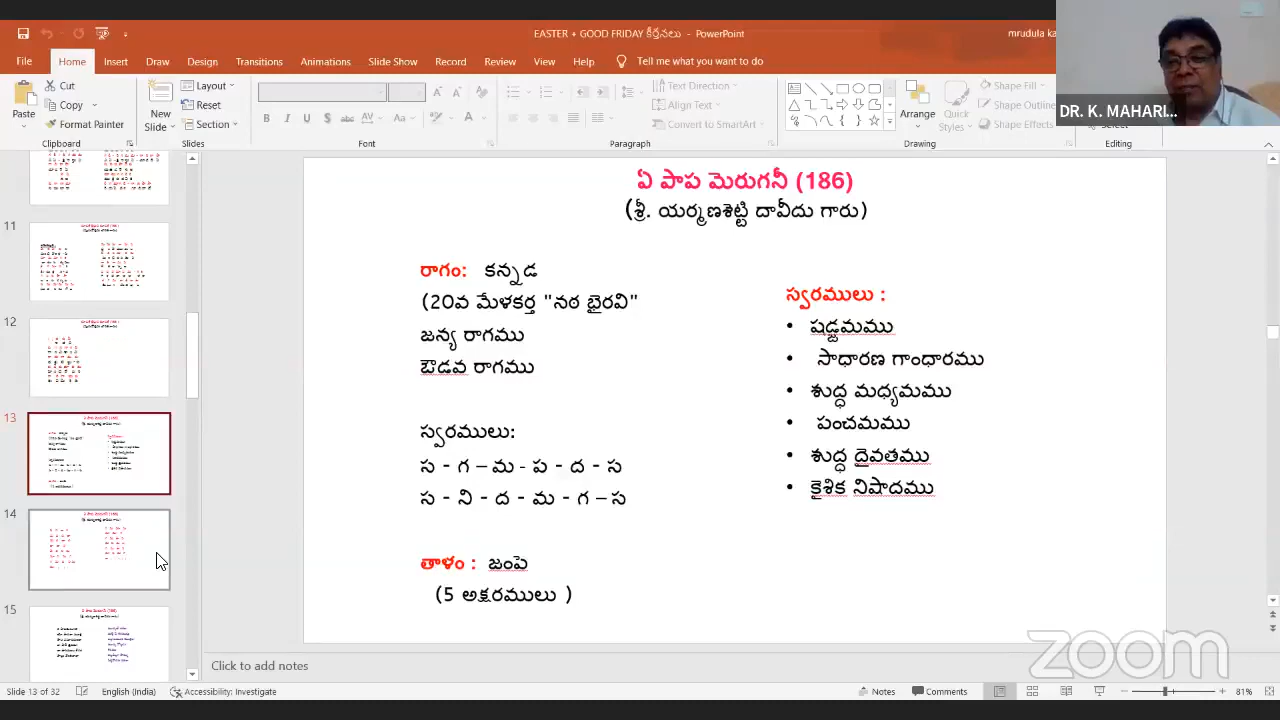 EASTER + GOOD FRIDAY కీర్తనలు - PowerPoint
mrudula ka
File Home Insert Draw Design Transitions Animations Slide Show Record Review View Help Tell me what you want to do
Paste
Cut
Copy
Format Painter
Clipboard
New Slide
Layout
Reset
Section
Slides
Font
Text Direction
Align Text
Convert to SmartArt
Paragraph
Arrange
Quick Styles
Shape Fill
Shape Outline
Shape Effects
Drawing
Select
Editing
DR. K. MAHARI...
11
12
13
14
15
ఏ పాప మెరుగనీ (186)
(శ్రీ. యర్మణశెట్టి దావీదు గారు)
రాగం: కన్నడ
(20వ మేళకర్త "నఠ భైరవి"
జన్య రాగము
ఔడవ రాగము
స్వరములు:
స - గ – మ - ప - ద - స
స - ని - ద - మ - గ – స
తాళం : జంపె
(5 అక్షరములు )
స్వరములు :
• షడ్జమము
• సాధారణ గాంధారము
• శుద్ధ మధ్యమము
• పంచమము
• శుద్ధ దైవతము
• కైశిక నిషాదము
zoom
Click to add notes
Slide 13 of 32 English (India) Accessibility: Investigate Notes Comments 81%